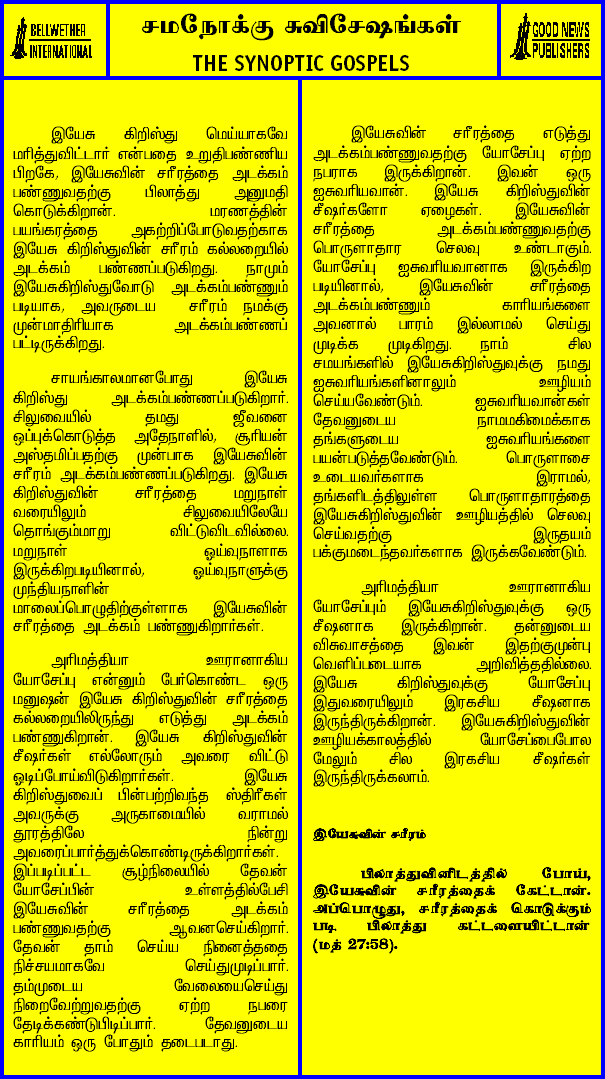 BELLWETHER
INTERNATIONAL
சமநோக்கு சுவிசேஷங்கள்
THE SYNOPTIC GOSPELS
GOOD NEWS
PUBLISHERS
இயேசு கிறிஸ்து மெய்யாகவே
மரித்துவிட்டார் என்பதை உறுதிபண்ணிய
பிறகே, இயேசுவின் சரீரத்தை அடக்கம்
பண்ணுவதற்கு பிலாத்து அனுமதி
கொடுக்கிறான். மரணத்தின்
பயங்கரத்தை அகற்றிப்போடுவதற்காக
இயேசு கிறிஸ்துவின் சரீரம் கல்லறையில்
அடக்கம் பண்ணப்படுகிறது. நாமும்
இயேசுகிறிஸ்துவோடு அடக்கம்பண்ணும்
படியாக, அவருடைய சரீரம் நமக்கு
முன்மாதிரியாக அடக்கம்பண்ணப்
பட்டிருக்கிறது.
சாயங்காலமானபோது இயேசு
கிறிஸ்து அடக்கம்பண்ணப்படுகிறார்.
சிலுவையில் தமது ஜீவனை
ஒப்புக்கொடுத்த அதேநாளில், சூரியன்
அஸ்தமிப்பதற்கு முன்பாக இயேசுவின்
சரீரம் அடக்கம்பண்ணப்படுகிறது. இயேசு
கிறிஸ்துவின் சரீரத்தை மறுநாள்
வரையிலும் சிலுவையிலேயே
தொங்கும்மாறு விட்டுவிடவில்லை.
மறுநாள் ஓய்வுநாளாக
இருக்கிறபடியினால், ஓய்வுநாளுக்கு
முந்தியநாளின்
மாலைப்பொழுதிற்குள்ளாக இயேசுவின்
சரீரத்தை அடக்கம் பண்ணுகிறார்கள்.
அரிமத்தியா ஊரானாகிய
யோசேப்பு என்னும் பேர்கொண்ட ஒரு
மனுஷன் இயேசு கிறிஸ்துவின் சரீரத்தை
கல்லறையிலிருந்து எடுத்து அடக்கம்
பண்ணுகிறான். இயேசு கிறிஸ்துவின்
சீஷர்கள் எல்லோரும் அவரை விட்டு
ஓடிப்போய்விடுகிறார்கள். இயேசு
கிறிஸ்துவைப் பின்பற்றிவந்த ஸ்திரீகள்
அவருக்கு அருகாமையில் வராமல்
தூரத்திலே நின்று
அவரைப்பார்த்துக்கொண்டிருக்கிறார்கள்.
இப்படிப்பட்ட சூழ்நிலையில் தேவன்
யோசேப்பின் உள்ளத்தில்பேசி
இயேசுவின் சரீரத்தை அடக்கம்
பண்ணுவதற்கு ஆவனசெய்கிறார்.
தேவன் தாம் செய்ய நினைத்ததை
நிச்சயமாகவே செய்துமுடிப்பார்.
தம்முடைய வேலையைசெய்து
நிறைவேற்றுவதற்கு ஏற்ற நபரை
தேடிக்கண்டுபிடிப்பார். தேவனுடைய
காரியம் ஒரு போதும் தடைபடாது.
இயேசுவின் சரீரத்தை எடுத்து
அடக்கம்பண்ணுவதற்கு யோசேப்பு ஏற்ற
நபராக இருக்கிறான். இவன் ஒரு
ஐசுவரியவான். இயேசு கிறிஸ்துவின்
சீஷர்களோ ஏழைகள். இயேசுவின்
சரீரத்தை அடக்கம்பண்ணுவதற்கு
பொருளாதார செலவு உண்டாகும்.
யோசேப்பு ஐசுவரியவானாக இருக்கிற
படியினால், இயேசுவின் சரீரத்தை
அடக்கம்பண்ணும் காரியங்களை
அவனால் பாரம் இல்லாமல் செய்து
முடிக்க முடிகிறது. நாம் சில
சமயங்களில் இயேசுகிறிஸ்துவுக்கு நமது
ஐசுவரியங்களினாலும் ஊழியம்
செய்யவேண்டும். ஐசுவரியவான்கள்
தேவனுடைய நாமமகிமைக்காக
தங்களுடைய ஐசுவரியங்களை
பயன்படுத்தவேண்டும். பொருளாசை
உடையவர்களாக இராமல்,
தங்களிடத்திலுள்ள பொருளாதாரத்தை
இயேசுகிறிஸ்துவின் ஊழியத்தில் செலவு
செய்வதற்கு இருதயம்
பக்குமடைந்தவர்களாக இருக்கவேண்டும்.
அரிமத்தியா ஊரானாகிய
யோசேப்பும் இயேசுகிறிஸ்துவுக்கு ஒரு
சீஷனாக இருக்கிறான். தன்னுடைய
விசுவாசத்தை இவன் இதற்குமுன்பு
வெளிப்படையாக அறிவித்ததில்லை.
இயேசு கிறிஸ்துவுக்கு யோசேப்பு
இதுவரையிலும் இரகசிய சீஷனாக
இருந்திருக்கிறான். இயேசுகிறிஸ்துவின்
ஊழியக்காலத்தில் யோசேப்பைபோல
மேலும் சில இரகசிய சீஷர்கள்
இருந்திருக்கலாம்.
இயேசுவின் சரீரம்
பிலாத்துவினிடத்தில் போய்,
இயேசுவின் சரீரத்தைக் கேட்டான்.
அப்பொழுது, சரீரத்தைக் கொடுக்கும்
படி பிலாத்து கட்டளையிட்டான்
(மத் 27:58).